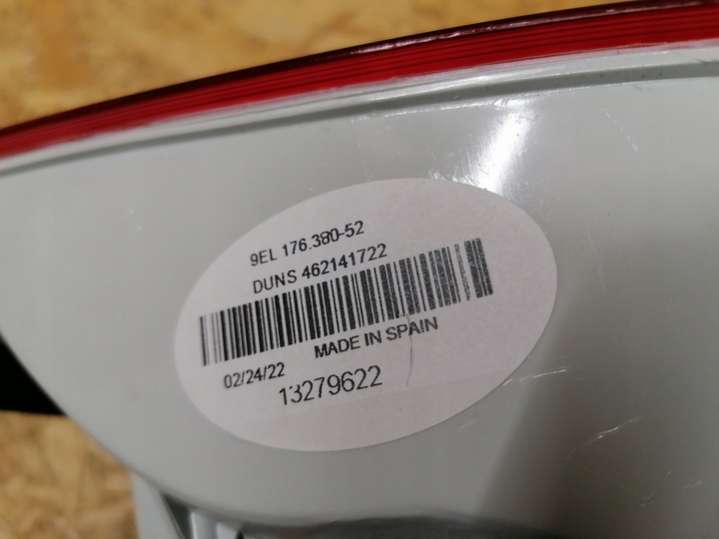 9EL 176.380-52
DUNS 462141722
MADE IN SPAIN
02/24/22
13279622